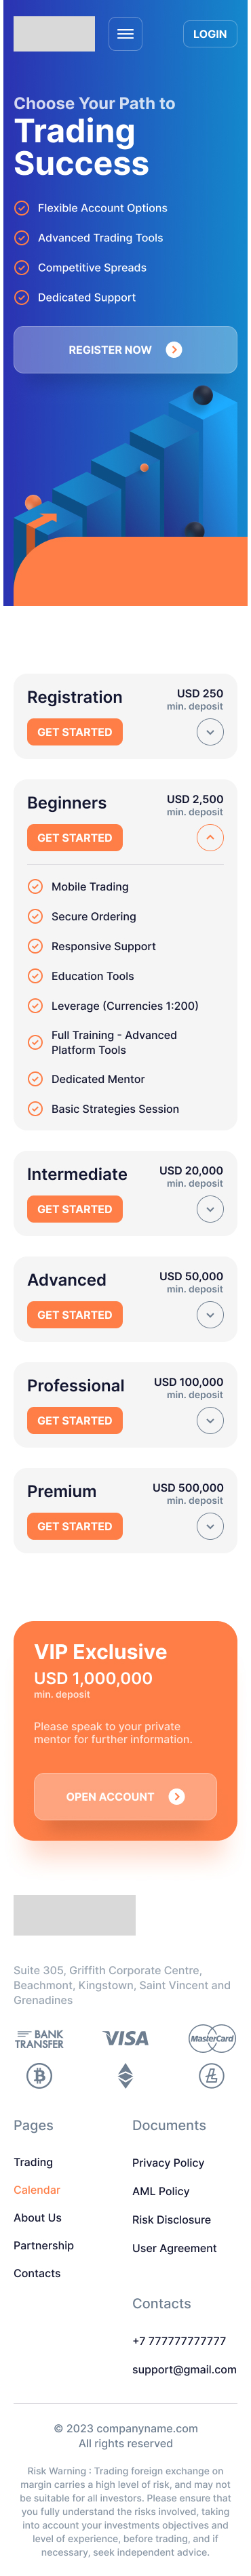 LOGIN
Choose Your Path to
Trading
Success
Flexible Account Options
Advanced Trading Tools
Competitive Spreads
Dedicated Support
REGISTER NOW
Registration
USD 250
min. deposit
GET STARTED
Beginners
USD 2,500
min. deposit
GET STARTED
Mobile Trading
Secure Ordering
Responsive Support
Education Tools
Leverage (Currencies 1:200)
Full Training - Advanced
Platform Tools
Dedicated Mentor
Basic Strategies Session
Intermediate
USD 20,000
min. deposit
GET STARTED
Advanced
USD 50,000
min. deposit
GET STARTED
Professional
USD 100,000
min. deposit
GET STARTED
Premium
USD 500,000
min. deposit
GET STARTED
VIP Exclusive
USD 1,000,000
min. deposit
Please speak to your private
mentor for further information.
OPEN ACCOUNT
Suite 305, Griffith Corporate Centre,
Beachmont, Kingstown, Saint Vincent and
Grenadines
BANK
TRANSFER
VISA
MasterCard
Pages
Trading
Calendar
About Us
Partnership
Contacts
Documents
Privacy Policy
AML Policy
Risk Disclosure
User Agreement
Contacts
+7 777777777777
support@gmail.com
© 2023 companyname.com
All rights reserved
Risk Warning : Trading foreign exchange on
margin carries a high level of risk, and may not
be suitable for all investors. Please ensure that
you fully understand the risks involved, taking
into account your investments objectives and
level of experience, before trading, and if
necessary, seek independent advice.